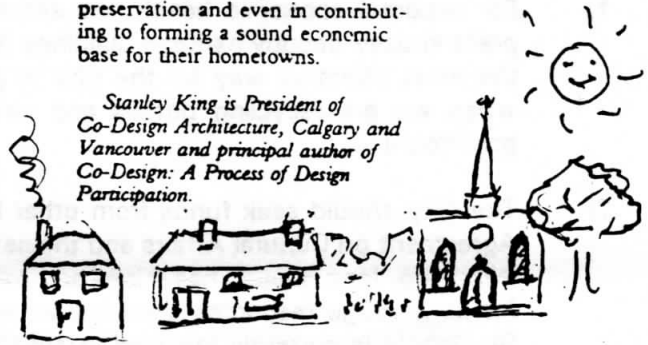 preservation and even in contribut-
ing to forming a sound economic
base for their hometowns.
Stanley King is President of
Co-Design Architecture, Calgary and
Vancouver and principal author of
Co-Design: A Process of Design
Participation.